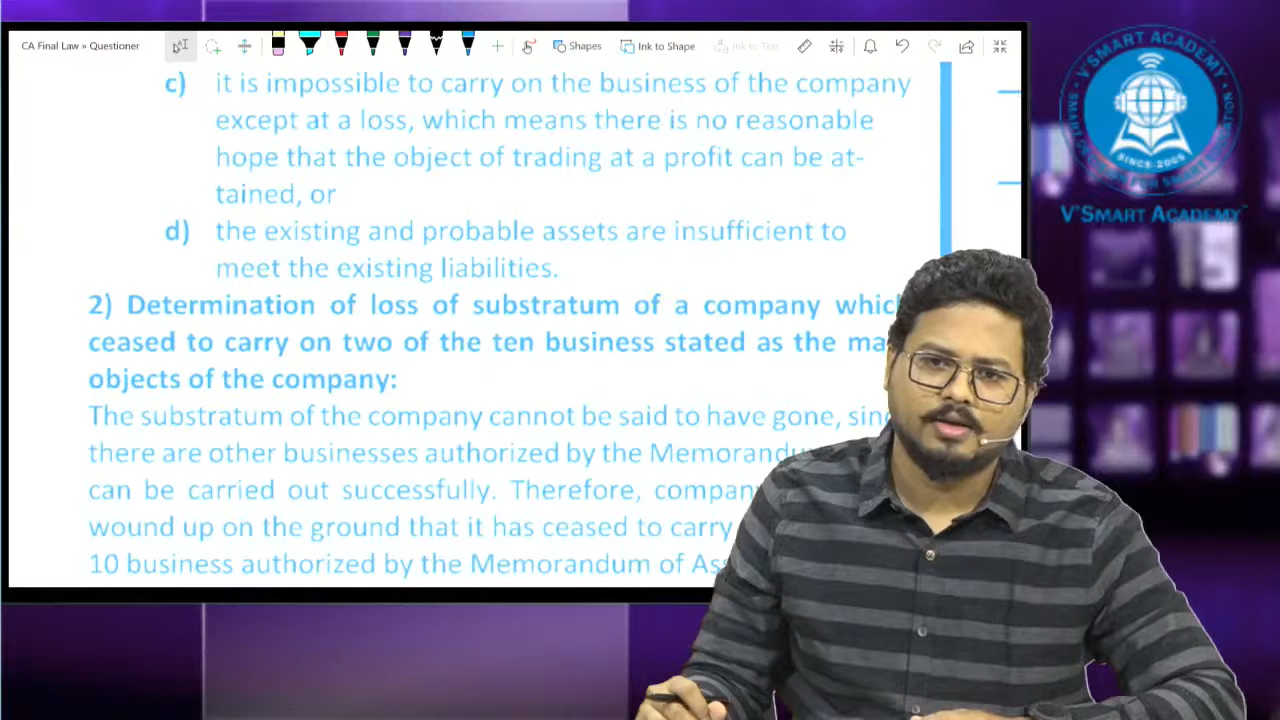 CA Final Law » Questioner
Shapes
Ink to Shape
Ink to Text
c) it is impossible to carry on the business of the company
except at a loss, which means there is no reasonable
hope that the object of trading at a profit can be at-
tained, or
d) the existing and probable assets are insufficient to
meet the existing liabilities.
2) Determination of loss of substratum of a company which
ceased to carry on two of the ten business stated as the
objects of the company:
The substratum of the company cannot be said to have gone,
there are other businesses authorized by the
can be carried out successfully. Therefore,
wound up on the ground that it has ceased to carry
10 business authorized by the Memorandum of
V'SMART ACADEMY
SINCE-2005
V'SMART ACADEMY